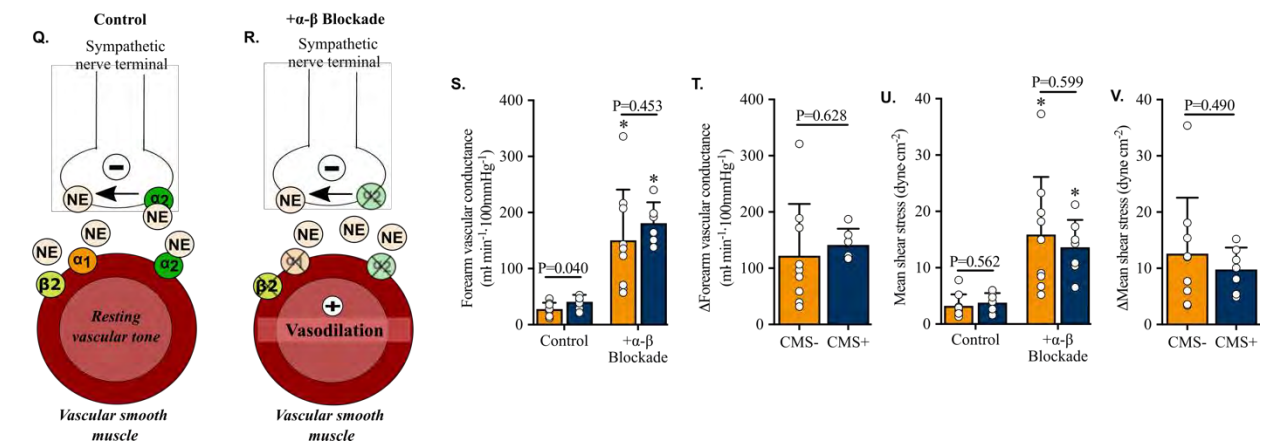 Control
Q.
Sympathetic
nerve terminal
−
NE
α2
NE
NE
NE
NE
α1
α2
β2
Resting
vascular tone
Vascular smooth
muscle
+α-β Blockade
R.
Sympathetic
nerve terminal
−
NE
α2
NE
NE
NE
α1
α2
β2
+
Vasodilation
Vascular smooth
muscle
S.
Forearm vascular conductance
(ml·min⁻¹·100mmHg⁻¹)
400
300
200
100
0
P=0.040
P=0.453
*
*
Control
+α-β
Blockade
T.
ΔForearm vascular conductance
(ml·min⁻¹·100mmHg⁻¹)
400
300
200
100
0
P=0.628
CMS- CMS+
U.
Mean shear stress (dyne·cm⁻²)
40
30
20
10
0
P=0.562
P=0.599
*
*
Control
+α-β
Blockade
V.
ΔMean shear stress (dyne·cm⁻²)
40
30
20
10
0
P=0.490
CMS- CMS+